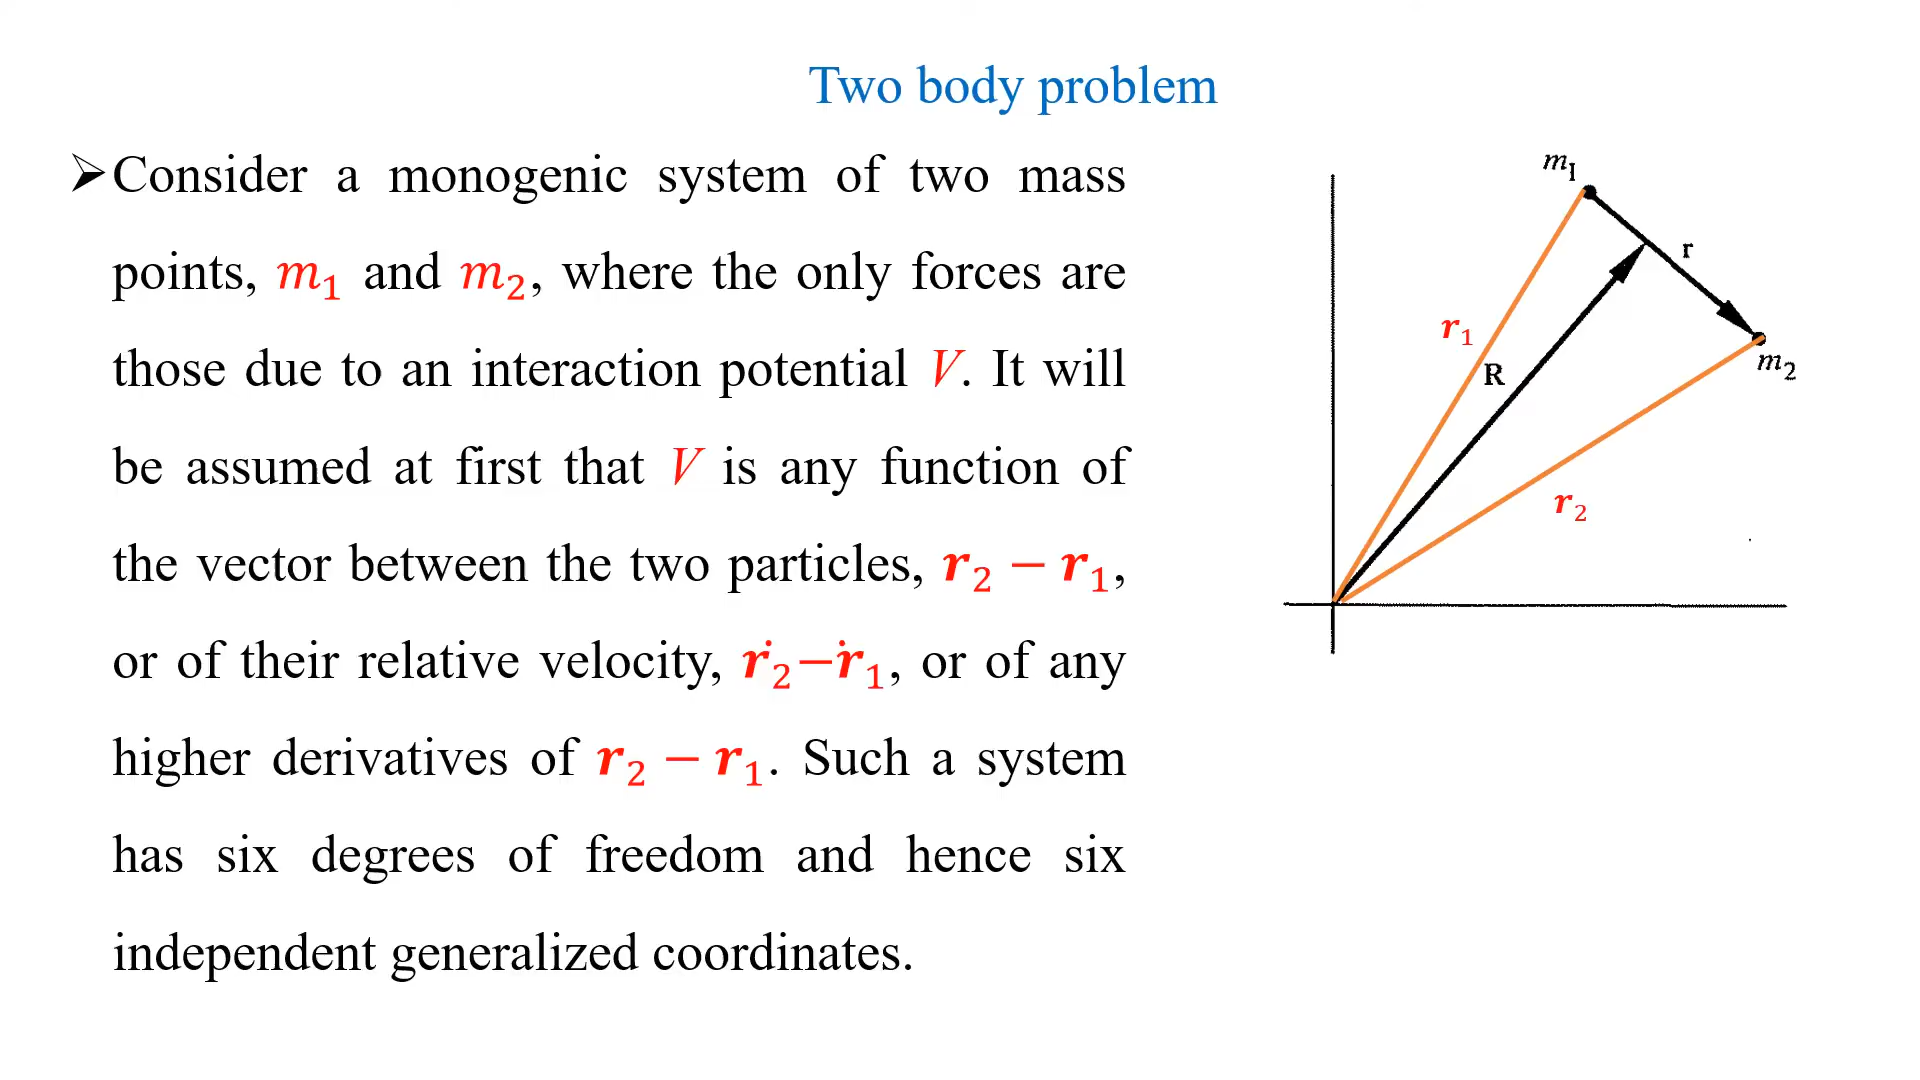 Two body problem
➢Consider a monogenic system of two mass
points, m₁ and m₂, where the only forces are
those due to an interaction potential V. It will
be assumed at first that V is any function of
the vector between the two particles, r₂ − r₁,
or of their relative velocity, ṙ₂−ṙ₁, or of any
higher derivatives of r₂ − r₁. Such a system
has six degrees of freedom and hence six
independent generalized coordinates.
m₁
r
r₁
R
m₂
r₂